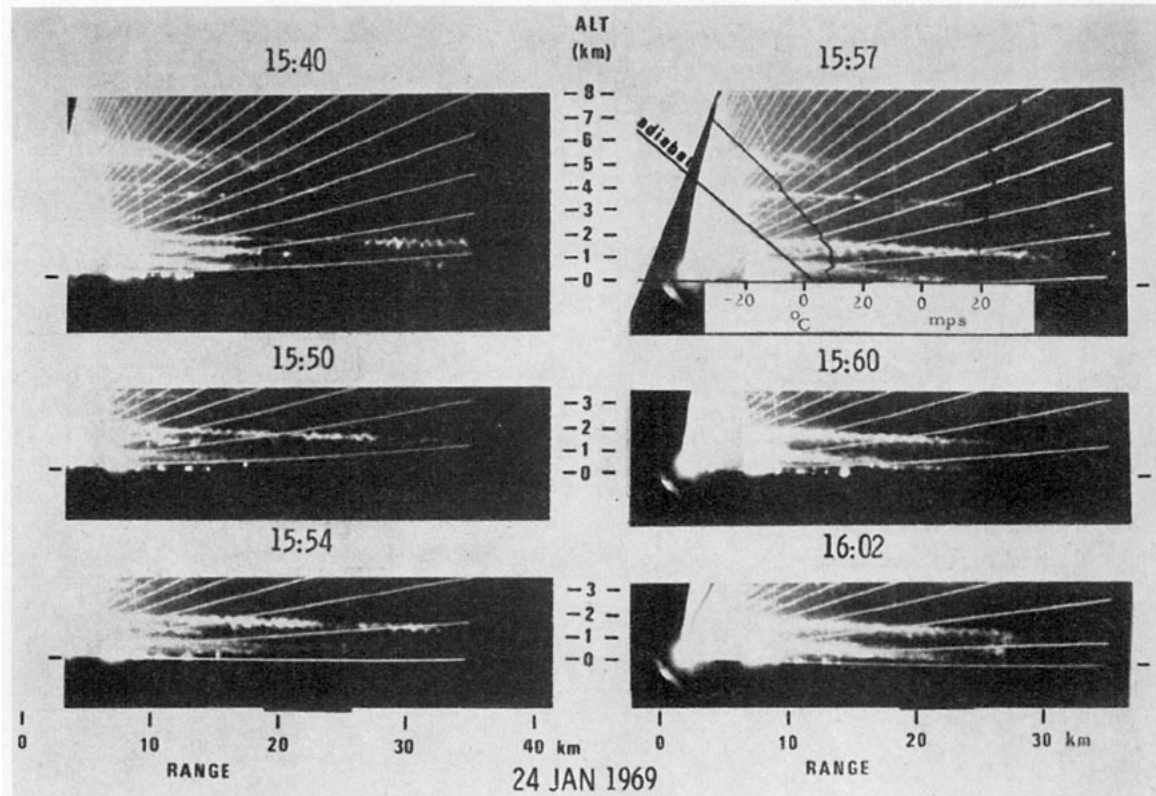 ALT
(km)
15:40
15:57
– 8 –
– 7 –
– 6 –
– 5 –
– 4 –
– 3 –
– 2 –
– 1 –
– 0 –
adiabat
-20 0 20 0 20
°C mps
15:50
15:60
– 3 –
– 2 –
– 1 –
– 0 –
15:54
16:02
– 3 –
– 2 –
– 1 –
– 0 –
0 10 20 30 40 km
RANGE
0 10 20 30 km
RANGE
24 JAN 1969